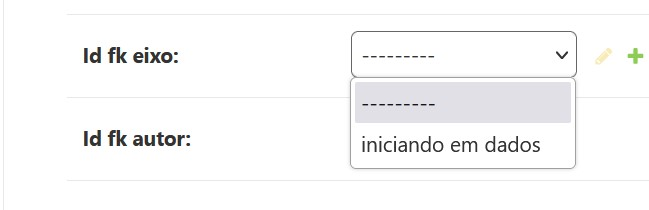 Id fk eixo:
---------
---------
iniciando em dados
Id fk autor: